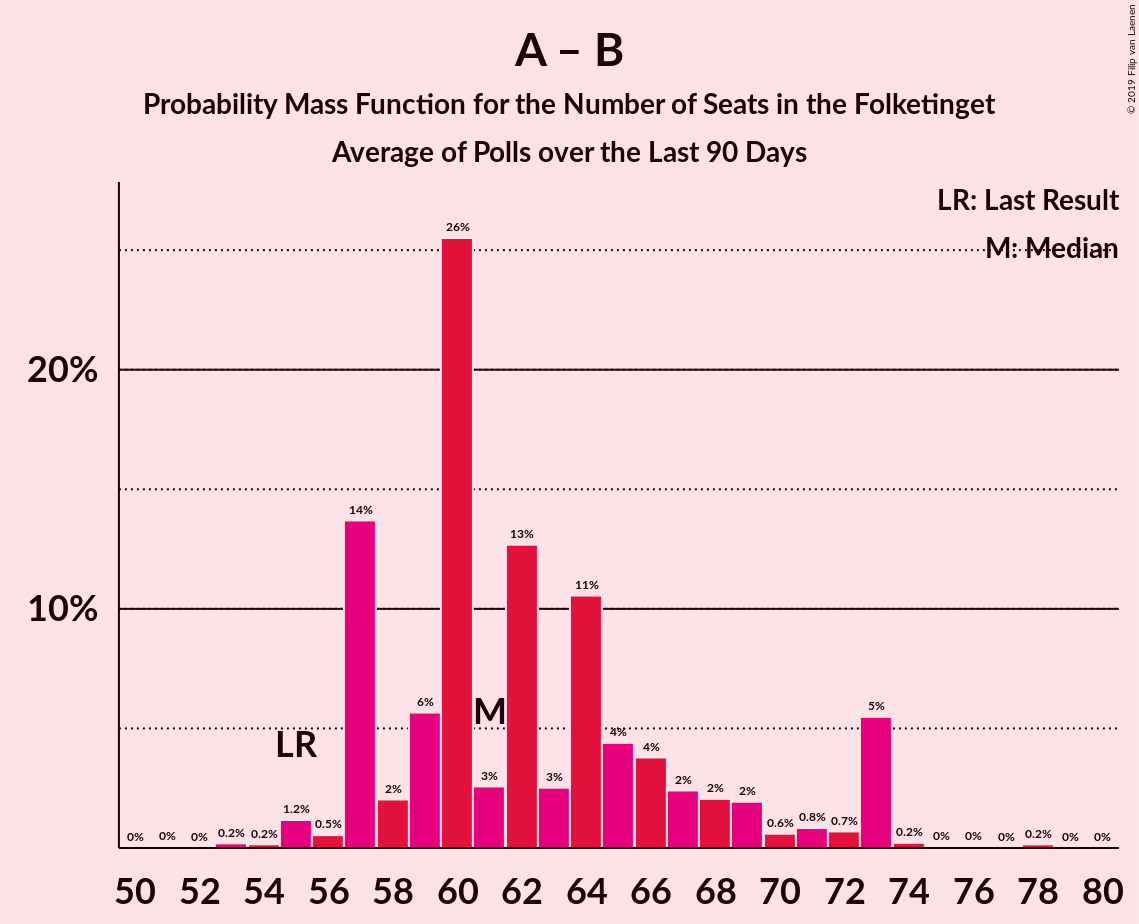 A – B
Probability Mass Function for the Number of Seats in the Folketinget
Average of Polls over the Last 90 Days
© 2019 Filip van Laenen
LR: Last Result
M: Median
20%
10%
0% 0% 0% 0.2% 0.2% 1.2% 0.5% 14% 2% 6% 26% 3% 13% 3% 11% 4% 4% 2% 2% 2% 0.6% 0.8% 0.7% 5% 0.2% 0% 0% 0% 0.2% 0% 0%
LR
M
50 52 54 56 58 60 62 64 66 68 70 72 74 76 78 80